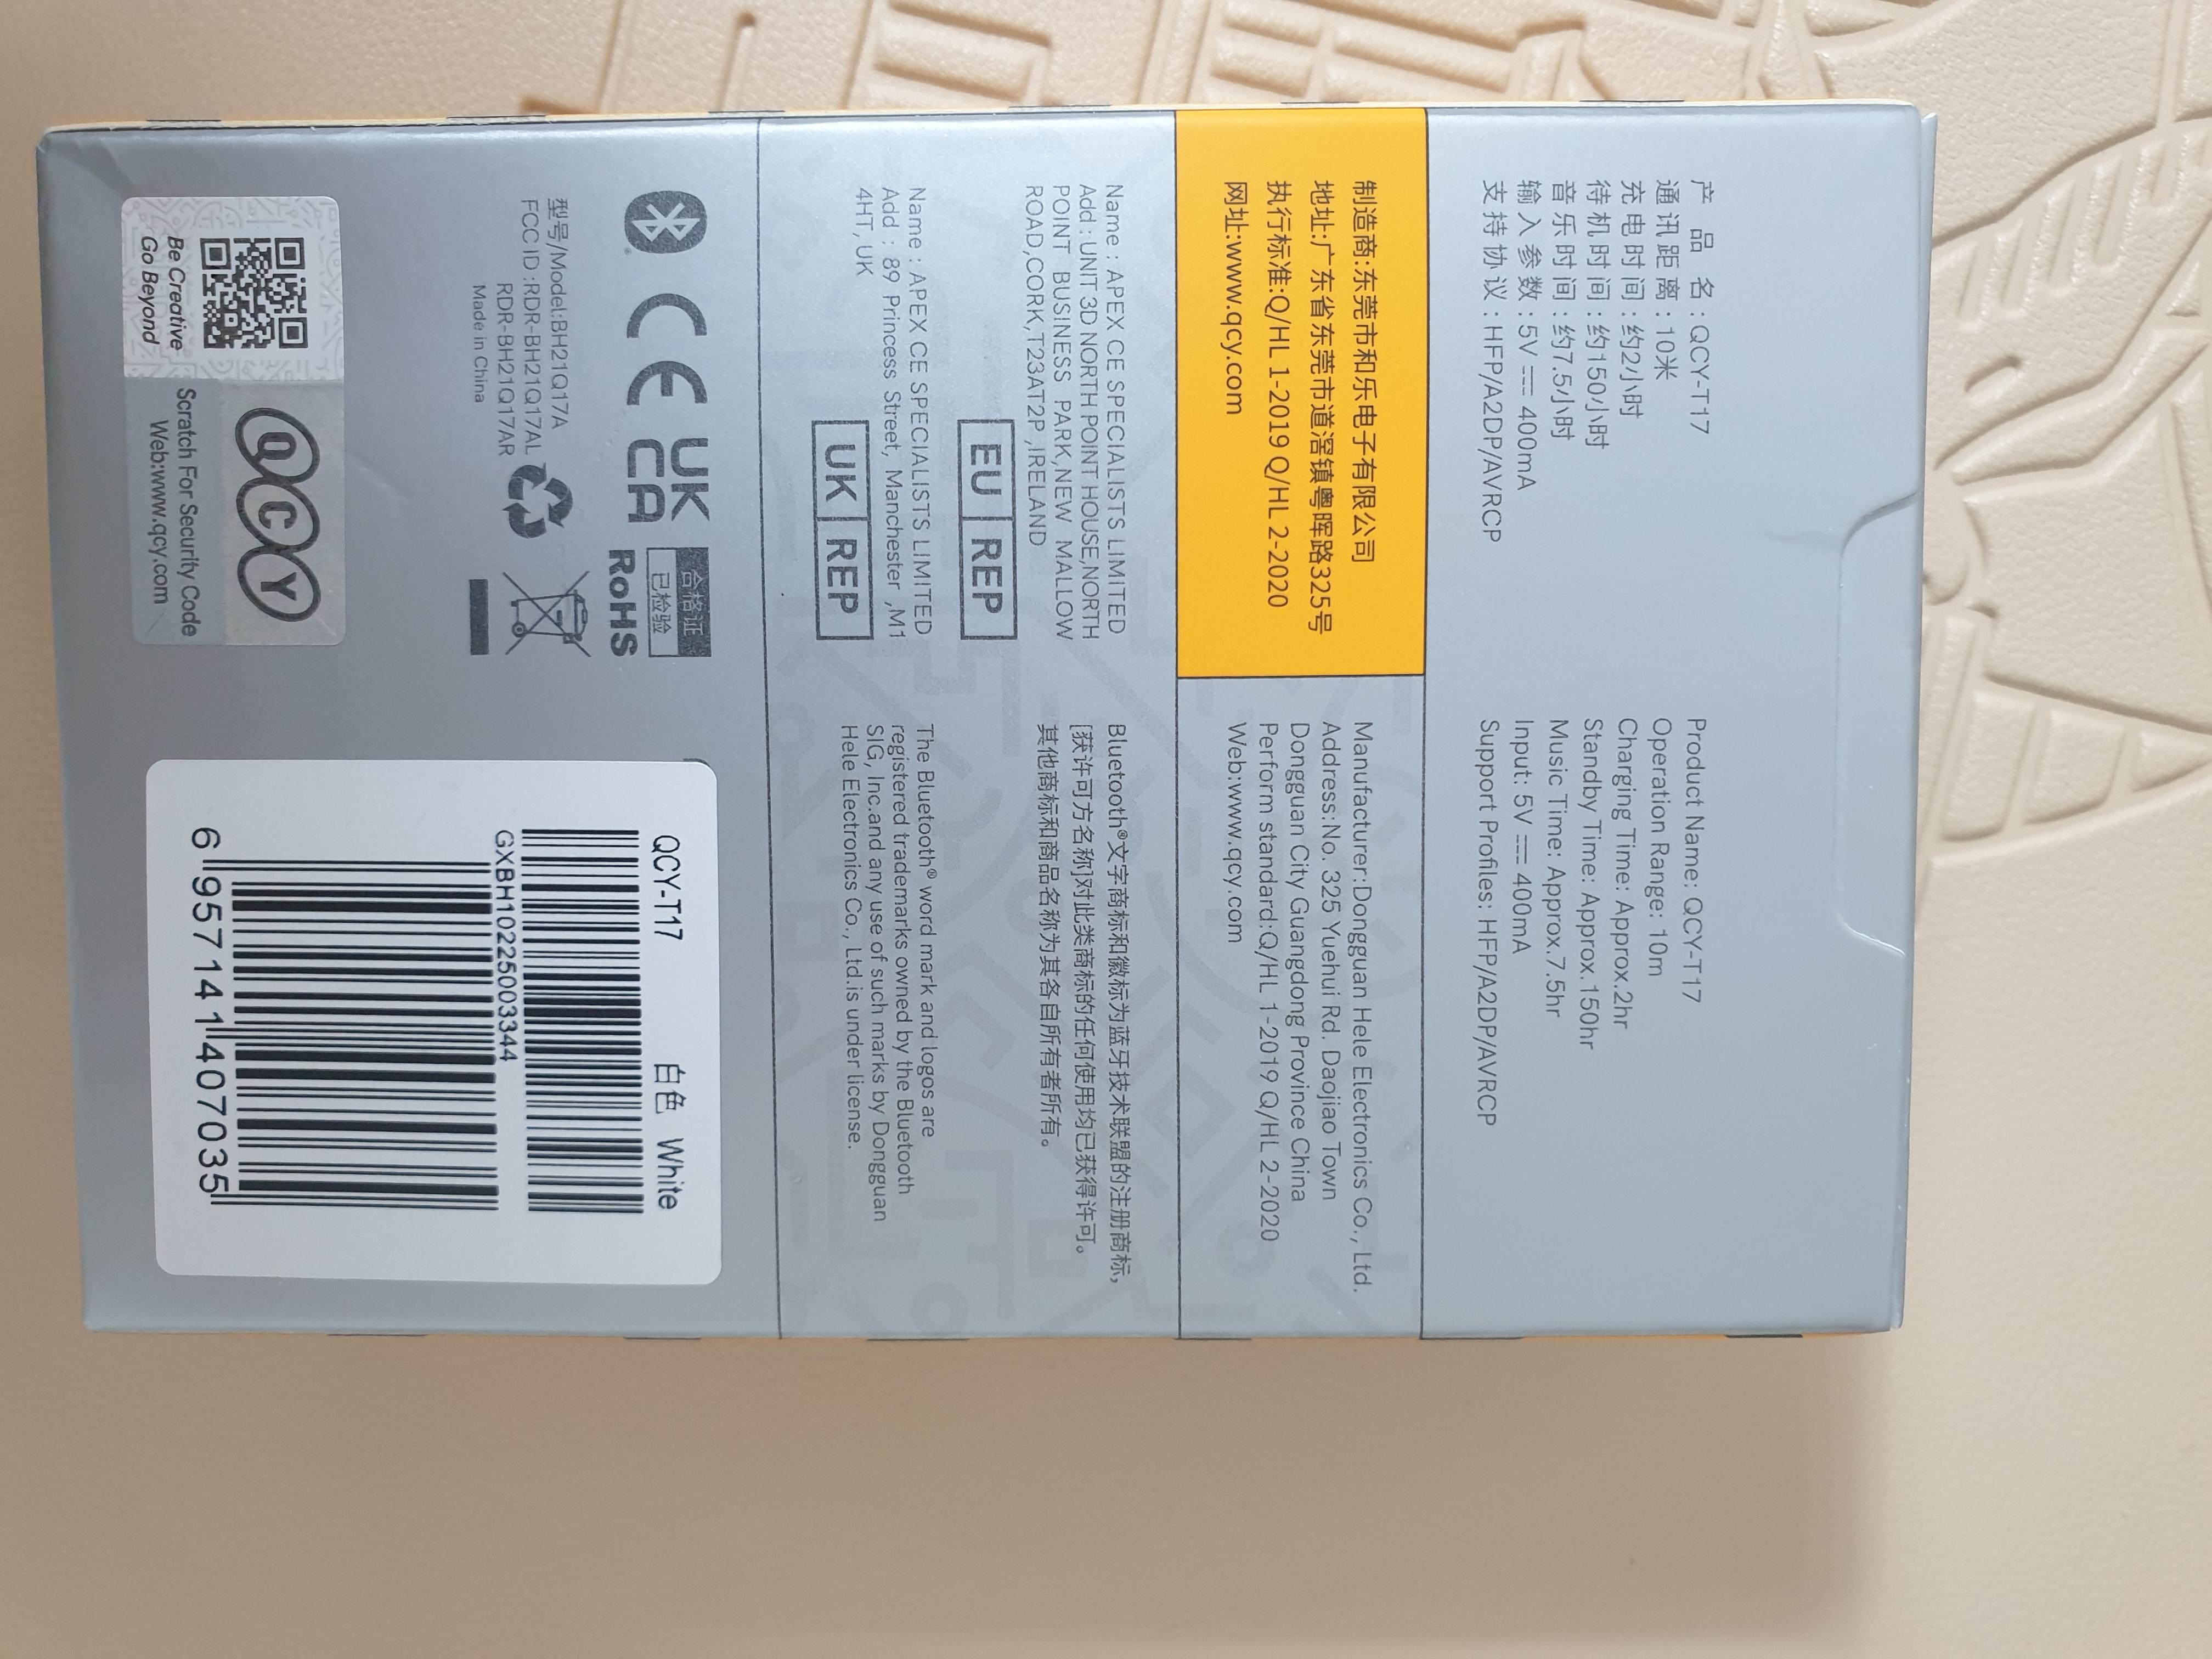 产 品 名 : QCY-T17
通 讯 距 离 : 10米
充 电 时 间 : 约2小时
待 机 时 间 : 约150小时
音 乐 时 间 : 约7.5小时
输 入 参 数 : 5V ⎓ 400mA
支 持 协 议 : HFP/A2DP/AVRCP
Product Name: QCY-T17
Operation Range: 10m
Charging Time: Approx.2hr
Standby Time: Approx.150hr
Music Time: Approx.7.5hr
Input: 5V ⎓ 400mA
Support Profiles: HFP/A2DP/AVRCP
制造商:东莞市和乐电子有限公司
地址:广东省东莞市道滘镇粤晖路325号
执行标准:Q/HL 1-2019 Q/HL 2-2020
网址:www.qcy.com
Manufacturer:Dongguan Hele Electronics Co., Ltd.
Address:No. 325 Yuehui Rd. Daojiao Town
Dongguan City Guangdong Province China
Perform standard:Q/HL 1-2019 Q/HL 2-2020
Web:www.qcy.com
Name : APEX CE SPECIALISTS LIMITED
Add : UNIT 3D NORTH POINT HOUSE,NORTH
POINT BUSINESS PARK,NEW MALLOW
ROAD,CORK,T23AT2P ,IRELAND
EU REP
Name : APEX CE SPECIALISTS LIMITED
Add : 89 Princess Street, Manchester ,M1
4HT, UK
UK REP
Bluetooth®文字商标和徽标为蓝牙技术联盟的注册商标,
[获许可方名称]对此类商标的任何使用均已获得许可。
其他商标和商品名称为其各自所有者所有。
The Bluetooth® word mark and logos are
registered trademarks owned by the Bluetooth
SIG, Inc.and any use of such marks by Dongguan
Hele Electronics Co., Ltd.is under license.
CE
UK
CA
合格证
已检验
RoHS
型号/Model:BH21Q17A
FCC ID :RDR-BH21Q17AL
RDR-BH21Q17AR
Made in China
Be Creative
Go Beyond
QCY
Scratch For Security Code
Web:www.qcy.com
QCY-T17 白色 White
GXBH102250033​44
6 957141 407035